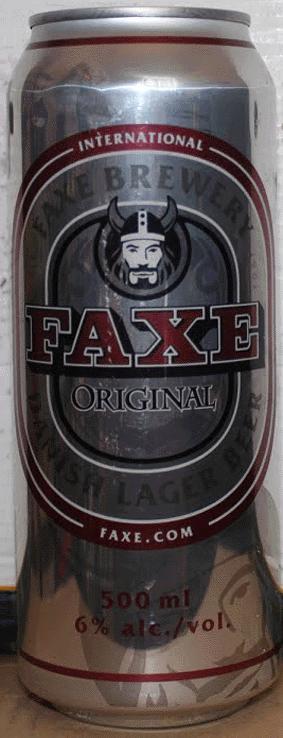 INTERNATIONAL
FAXE BREWERY
FAXE
ORIGINAL
DANISH LAGER BEER
FAXE.COM
500 ml
6% alc./vol.